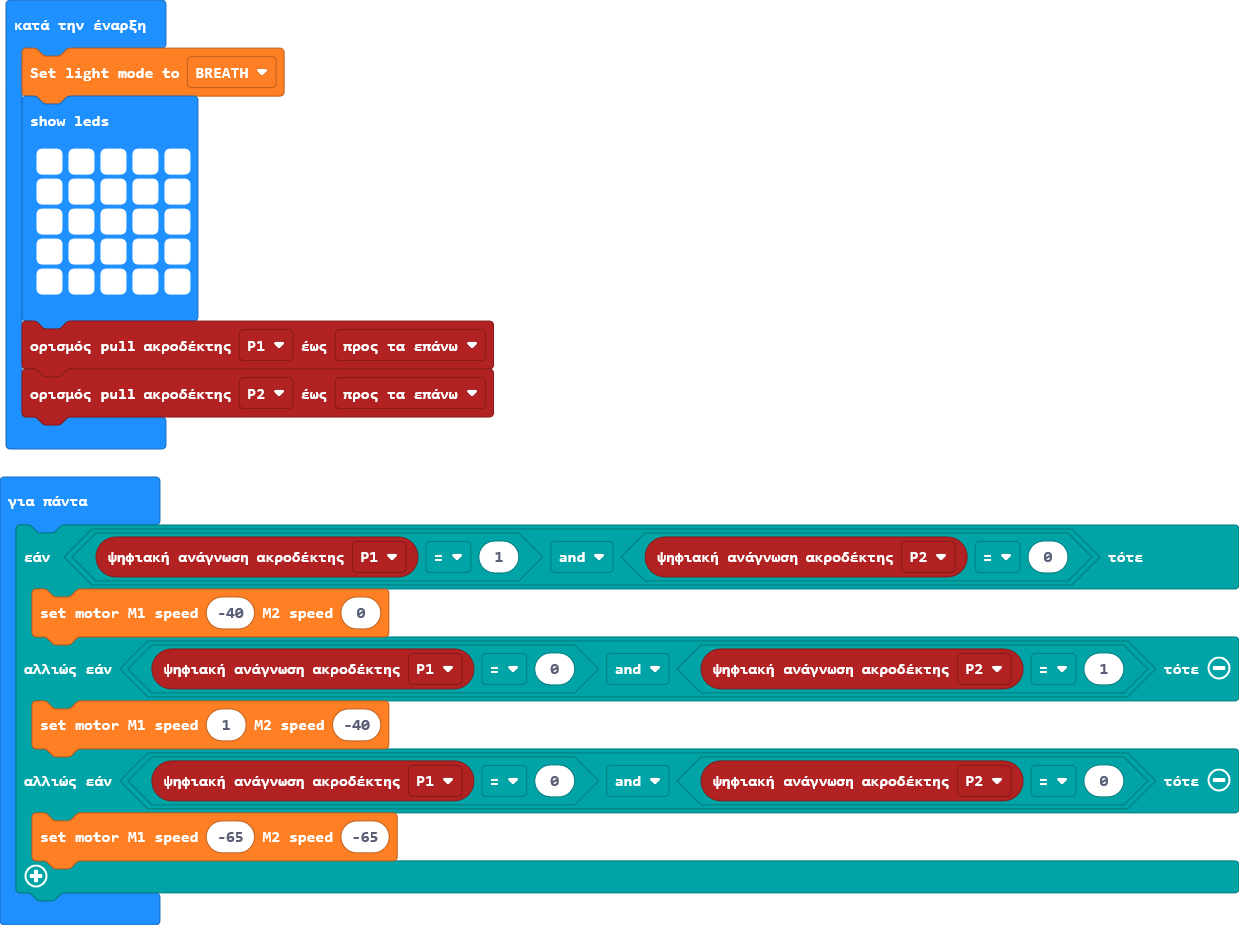 κατά την έναρξη
Set light mode to BREATH
show leds
ορισμός pull ακροδέκτης P1 έως προς τα επάνω
ορισμός pull ακροδέκτης P2 έως προς τα επάνω
για πάντα
εάν ψηφιακή ανάγνωση ακροδέκτης P1 = 1 and ψηφιακή ανάγνωση ακροδέκτης P2 = 0 τότε
set motor M1 speed -40 M2 speed 0
αλλιώς εάν ψηφιακή ανάγνωση ακροδέκτης P1 = 0 and ψηφιακή ανάγνωση ακροδέκτης P2 = 1 τότε
set motor M1 speed 1 M2 speed -40
αλλιώς εάν ψηφιακή ανάγνωση ακροδέκτης P1 = 0 and ψηφιακή ανάγνωση ακροδέκτης P2 = 0 τότε
set motor M1 speed -65 M2 speed -65